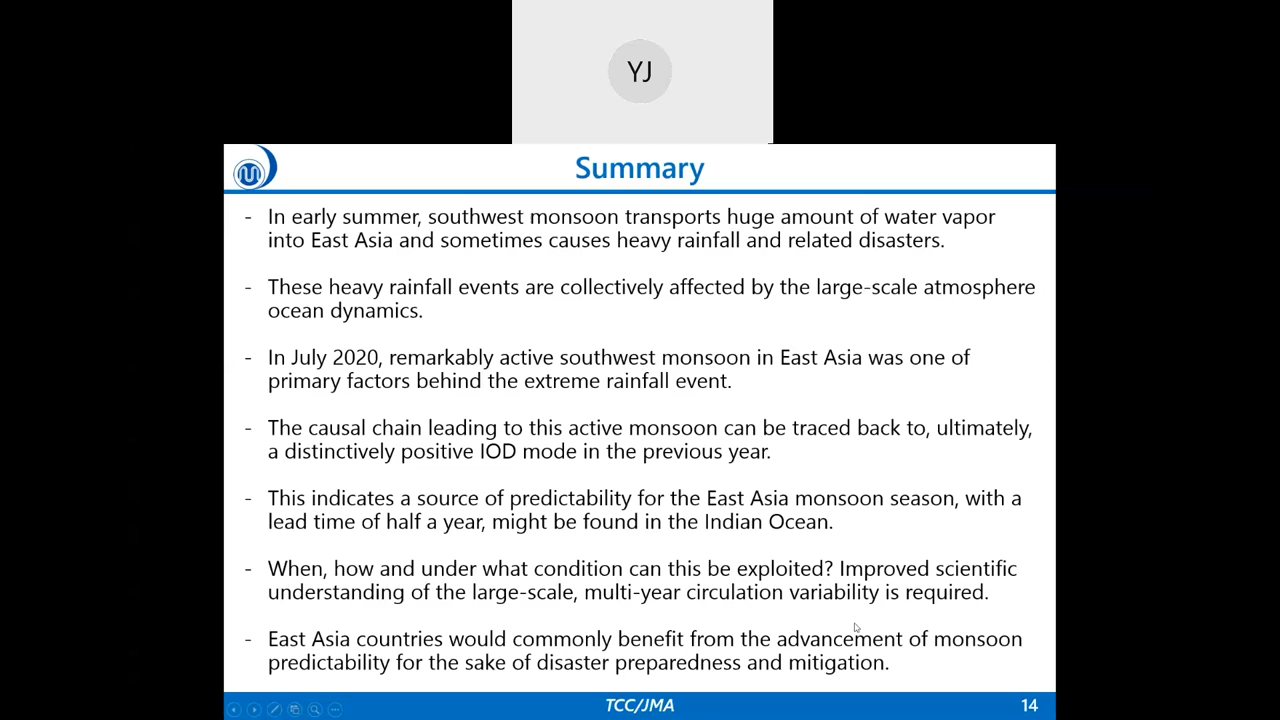 YJ
Summary
- In early summer, southwest monsoon transports huge amount of water vapor
into East Asia and sometimes causes heavy rainfall and related disasters.
- These heavy rainfall events are collectively affected by the large-scale atmosphere
ocean dynamics.
- In July 2020, remarkably active southwest monsoon in East Asia was one of
primary factors behind the extreme rainfall event.
- The causal chain leading to this active monsoon can be traced back to, ultimately,
a distinctively positive IOD mode in the previous year.
- This indicates a source of predictability for the East Asia monsoon season, with a
lead time of half a year, might be found in the Indian Ocean.
- When, how and under what condition can this be exploited? Improved scientific
understanding of the large-scale, multi-year circulation variability is required.
- East Asia countries would commonly benefit from the advancement of monsoon
predictability for the sake of disaster preparedness and mitigation.
TCC/JMA
14